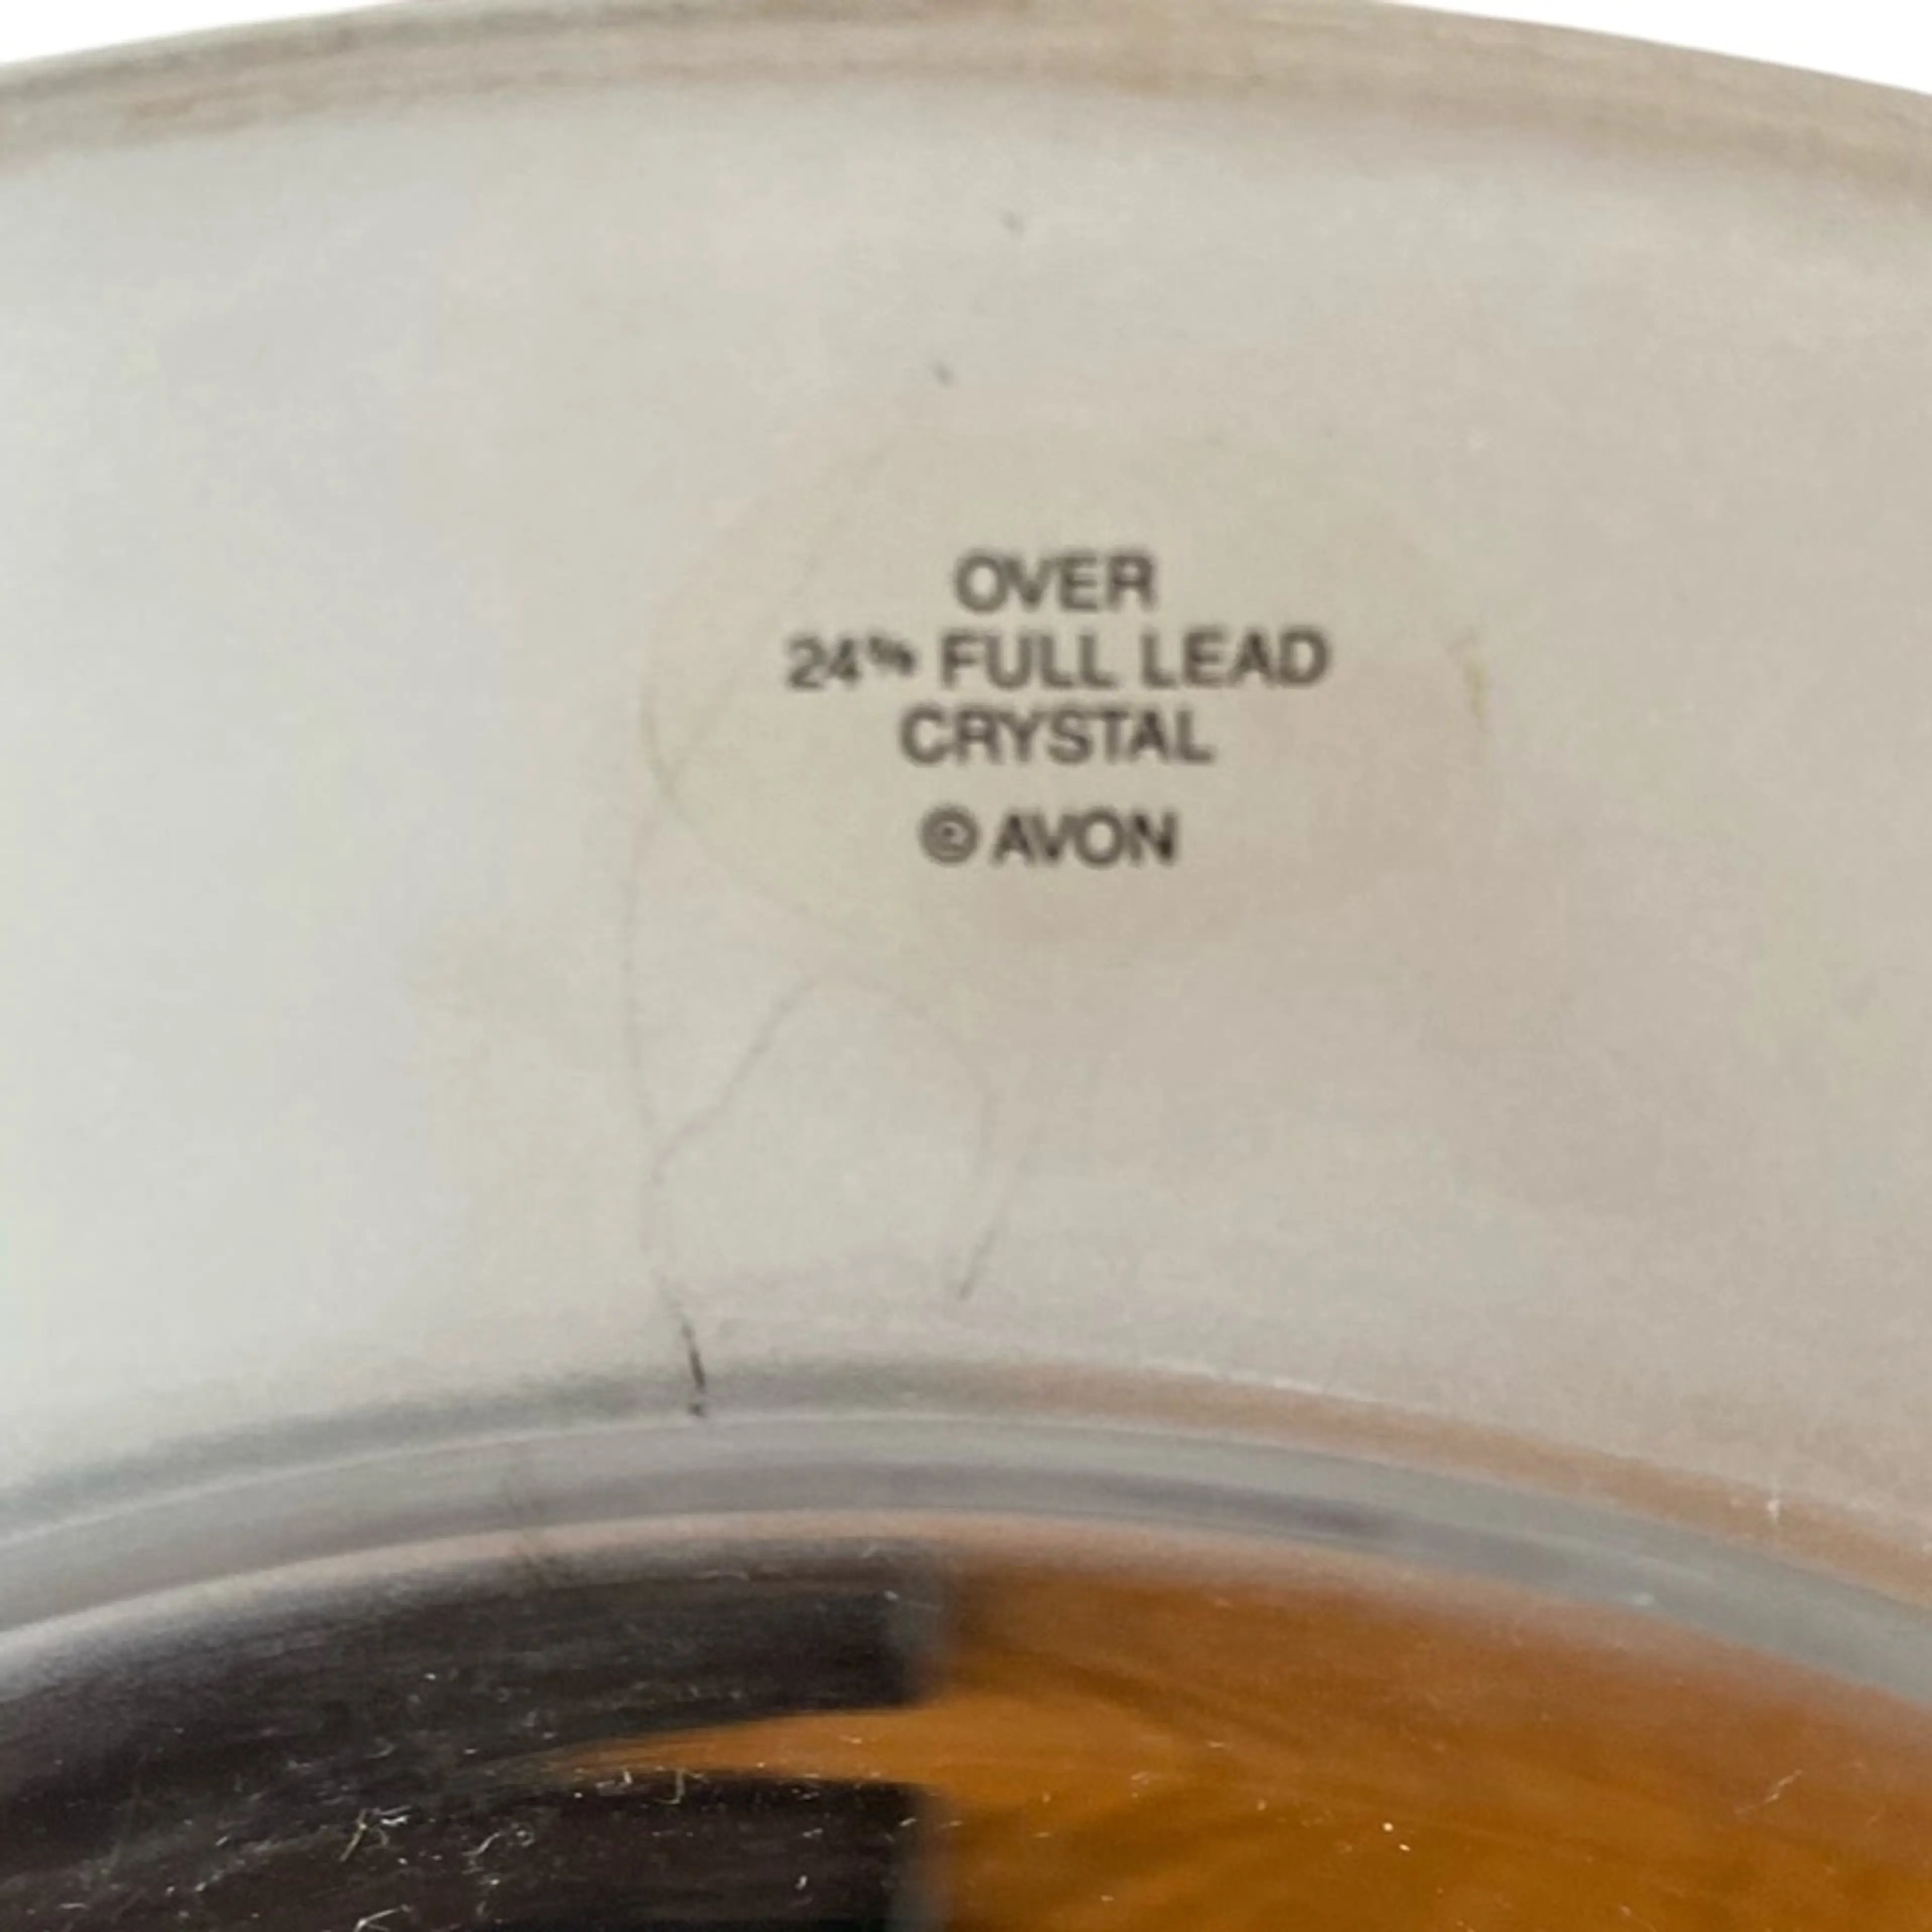 OVER
24% FULL LEAD
CRYSTAL
© AVON